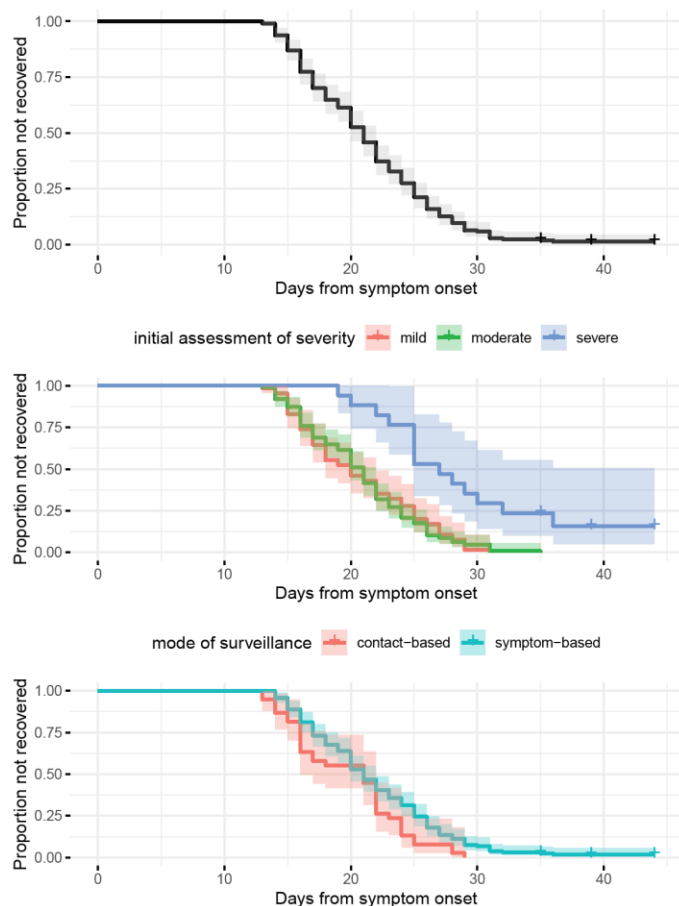 1.00
0.75
0.50
0.25
0.00
Proportion not recovered
0 10 20 30 40
Days from symptom onset
initial assessment of severity mild moderate severe
1.00
0.75
0.50
0.25
0.00
Proportion not recovered
0 10 20 30 40
Days from symptom onset
mode of surveillance contact−based symptom−based
1.00
0.75
0.50
0.25
0.00
Proportion not recovered
0 10 20 30 40
Days from symptom onset